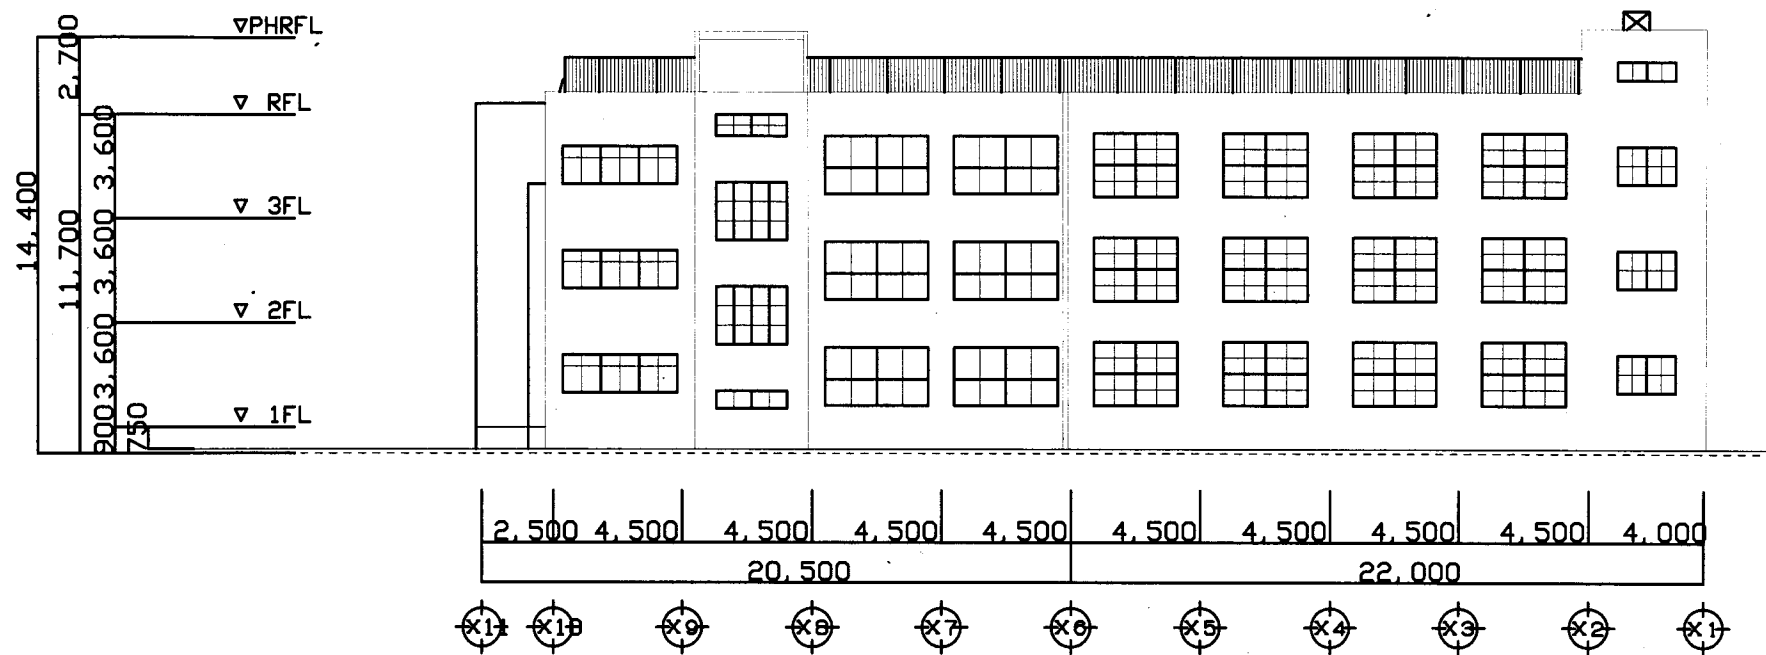 ▽PHRFL
▽ RFL
▽ 3FL
▽ 2FL
▽ 1FL
14,400
2,700
11,700
3,600
3,600
3,600
900
750
2,500 4,500 4,500 4,500 4,500 4,500 4,500 4,500 4,500 4,000
20,500 22,000
X11 X10 X9 X8 X7 X6 X5 X4 X3 X2 X1